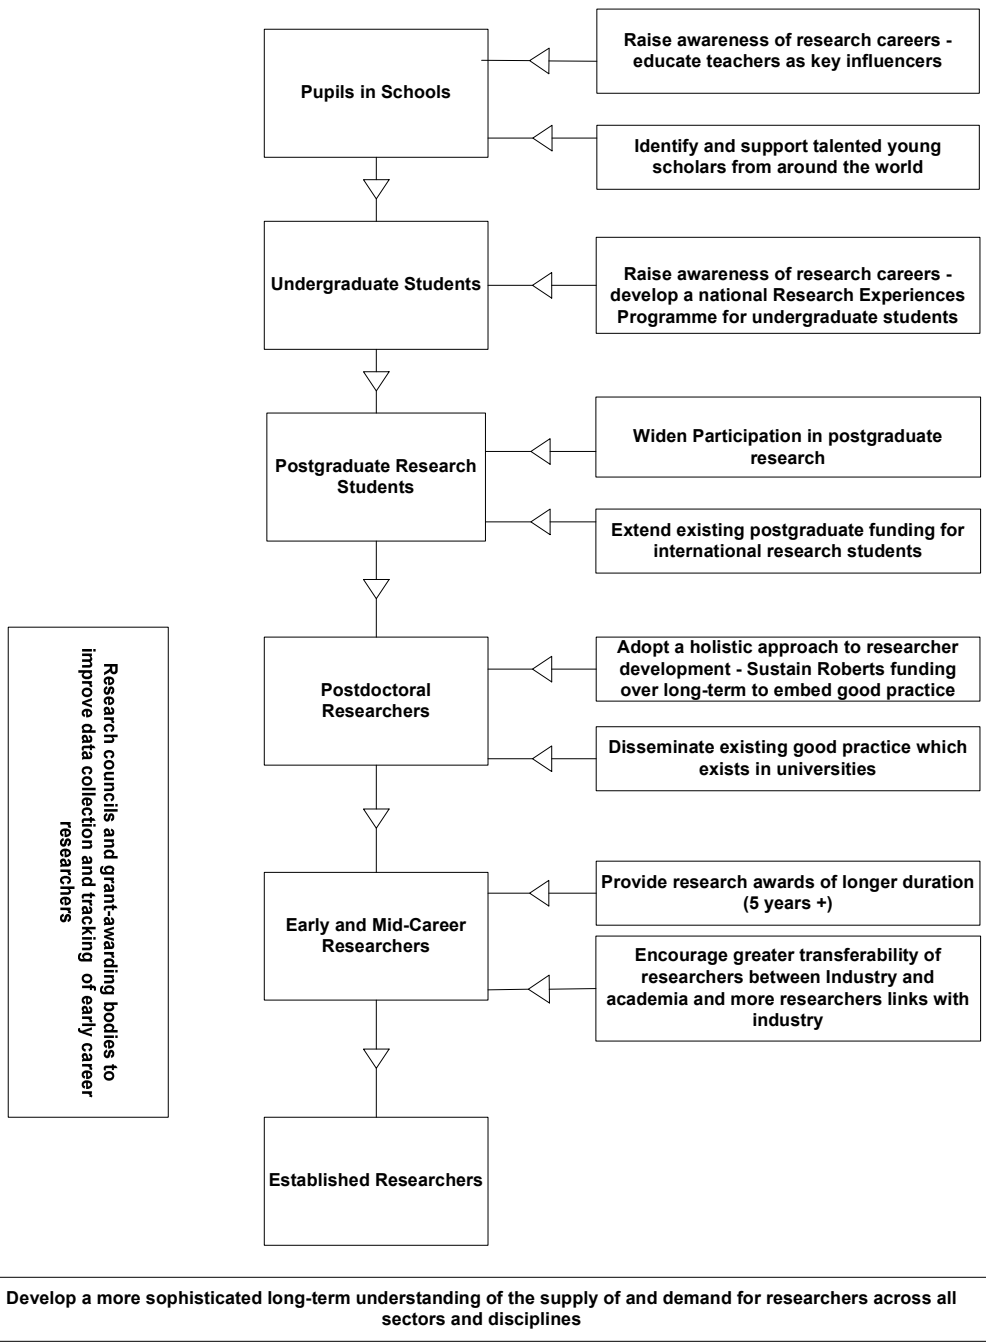 Raise awareness of research careers -
educate teachers as key influencers
Pupils in Schools
Identify and support talented young
scholars from around the world
Undergraduate Students
Raise awareness of research careers -
develop a national Research Experiences
Programme for undergraduate students
Widen Participation in postgraduate
research
Postgraduate Research
Students
Extend existing postgraduate funding for
international research students
Adopt a holistic approach to researcher
development - Sustain Roberts funding
over long-term to embed good practice
Postdoctoral
Researchers
Disseminate existing good practice which
exists in universities
Research councils and grant-awarding bodies to
improve data collection and tracking of early career
researchers
Provide research awards of longer duration
(5 years +)
Early and Mid-Career
Researchers
Encourage greater transferability of
researchers between Industry and
academia and more researchers links with
industry
Established Researchers
Develop a more sophisticated long-term understanding of the supply of and demand for researchers across all
sectors and disciplines